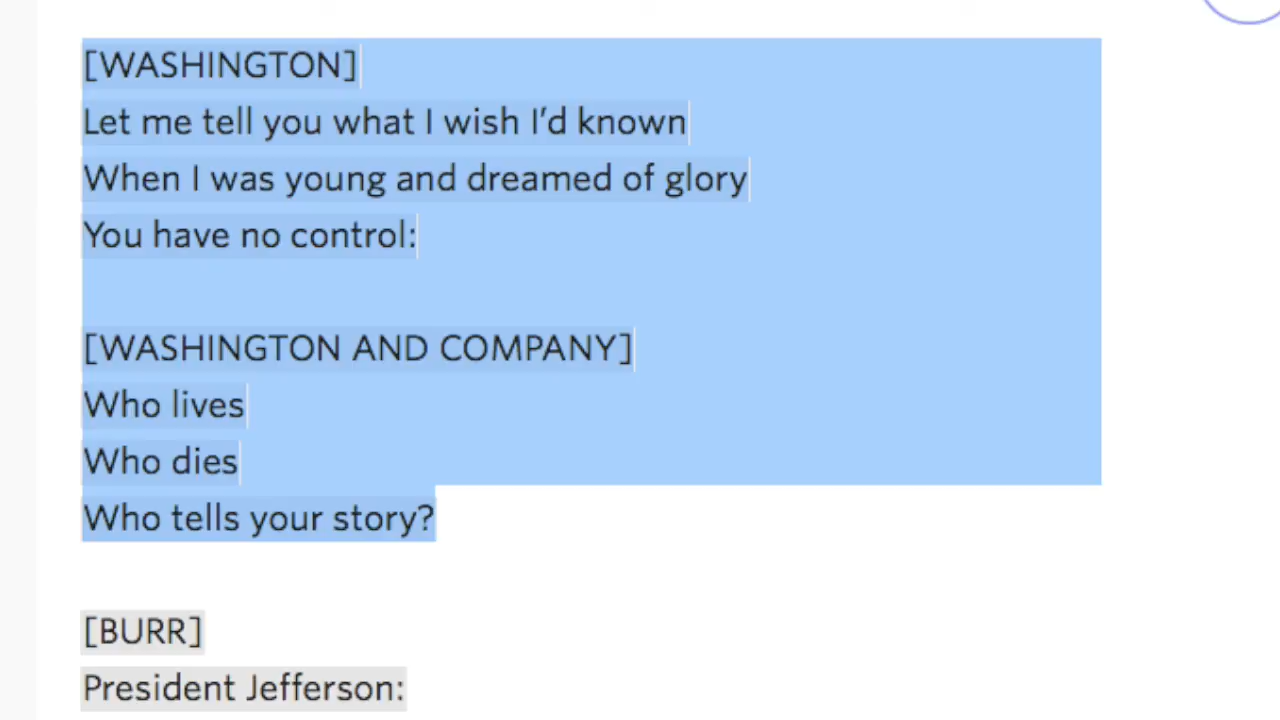 [WASHINGTON]
Let me tell you what I wish I’d known
When I was young and dreamed of glory
You have no control:
[WASHINGTON AND COMPANY]
Who lives
Who dies
Who tells your story?
[BURR]
President Jefferson: